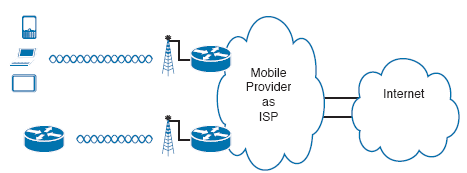 Mobile
Provider
as
ISP
Internet